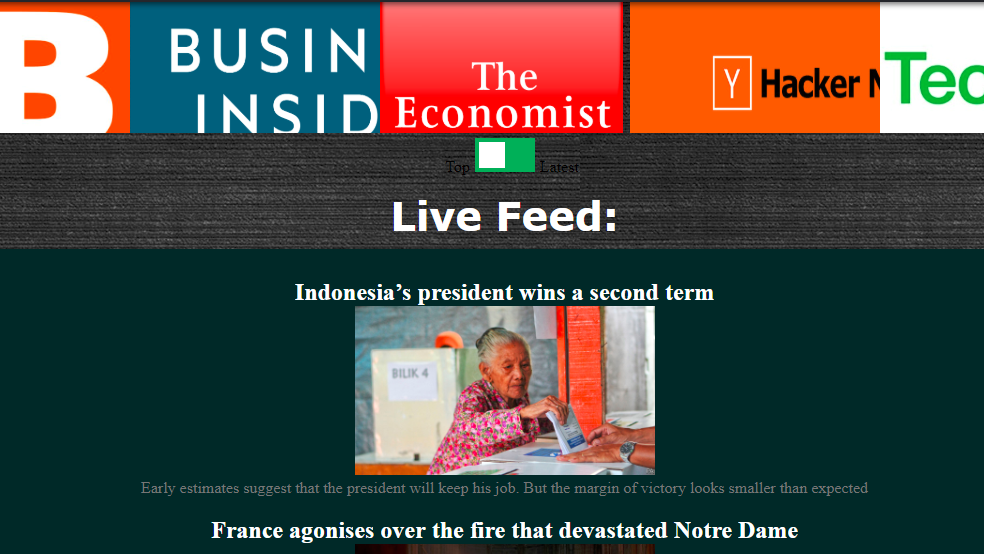 B
BUSIN
INSID
The
Economist
Y Hacker N
Tec
Top Latest
Live Feed:
Indonesia’s president wins a second term
BILIK 4
Early estimates suggest that the president will keep his job. But the margin of victory looks smaller than expected
France agonises over the fire that devastated Notre Dame